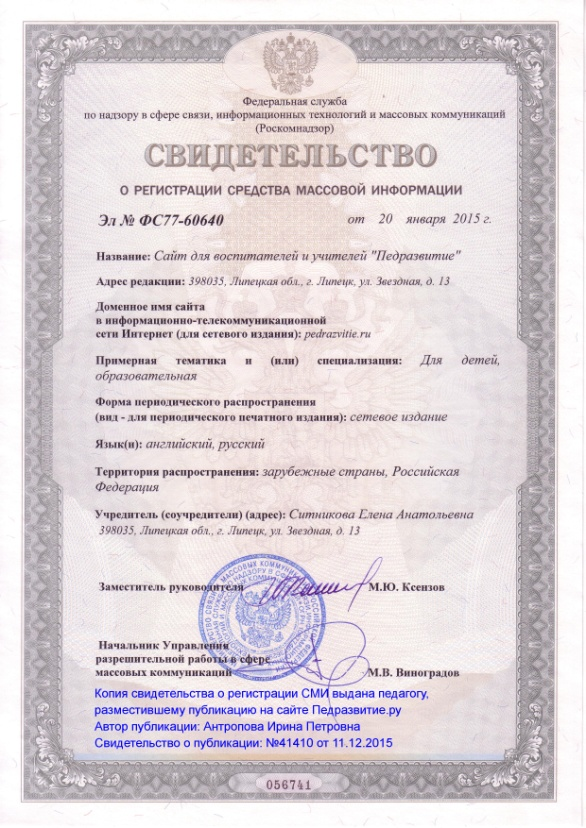 Федеральная служба
по надзору в сфере связи, информационных технологий и массовых коммуникаций
(Роскомнадзор)
СВИДЕТЕЛЬСТВО
О РЕГИСТРАЦИИ СРЕДСТВА МАССОВОЙ ИНФОРМАЦИИ
Эл № ФС77-60640 от 20 января 2015 г.
Название: Сайт для воспитателей и учителей "Педразвитие"
Адрес редакции: 398035, Липецкая обл., г. Липецк, ул. Звездная, д. 13
Доменное имя сайта
в информационно-телекоммуникационной
сети Интернет (для сетевого издания): pedrazvitie.ru
Примерная тематика и (или) специализация: Для детей,
образовательная
Форма периодического распространения
(вид - для периодического печатного издания): сетевое издание
Язык(и): английский, русский
Территория распространения: зарубежные страны, Российская
Федерация
Учредитель (соучредители) (адрес): Ситникова Елена Анатольевна
398035, Липецкая обл., г. Липецк, ул. Звездная, д. 13
Заместитель руководителя М.Ю. Ксензов
Начальник Управления
разрешительной работы в сфере
массовых коммуникаций М.В. Виноградов
Копия свидетельства о регистрации СМИ выдана педагогу,
разместившему публикацию на сайте Педразвитие.ру
Автор публикации: Антропова Ирина Петровна
Свидетельство о публикации: №41410 от 11.12.2015
056741